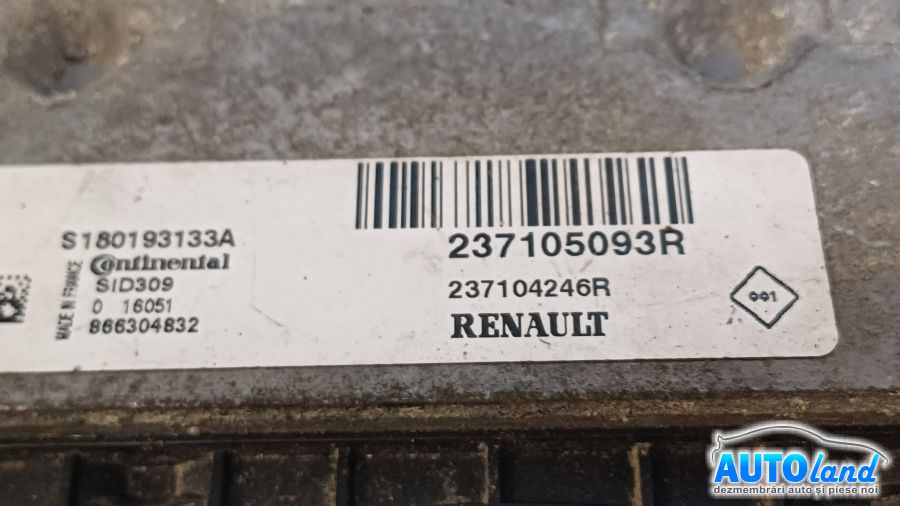 S180193133A
Continental
SID309
0 16051
866304832
MADE IN FRANCE
237105093R
237104246R
RENAULT
001
AUTOland
dezmembrări auto și piese noi